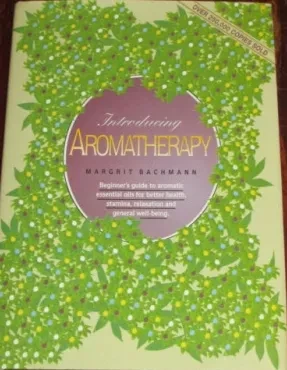 OVER 250,000 COPIES SOLD
Introducing
AROMATHERAPY
MARGRIT BACHMANN
Beginner's guide to aromatic
essential oils for better health,
stamina, relaxation and
general well-being.